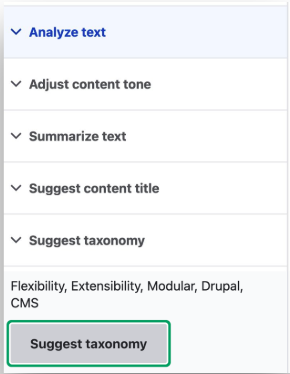 Analyze text
Adjust content tone
Summarize text
Suggest content title
Suggest taxonomy
Flexibility, Extensibility, Modular, Drupal,
CMS
Suggest taxonomy